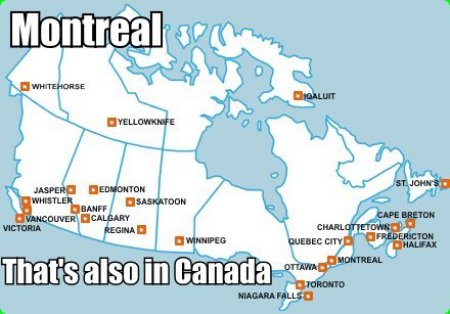 Montreal
WHITEHORSE
IQALUIT
YELLOWKNIFE
ST. JOHN'S
JASPER
EDMONTON
WHISTLER
SASKATOON
BANFF
CAPE BRETON
VANCOUVER
CALGARY
CHARLOTTETOWN
VICTORIA
REGINA
FREDERICTON
WINNIPEG
QUEBEC CITY
HALIFAX
MONTREAL
That's also in Canada
OTTAWA
TORONTO
NIAGARA FALLS